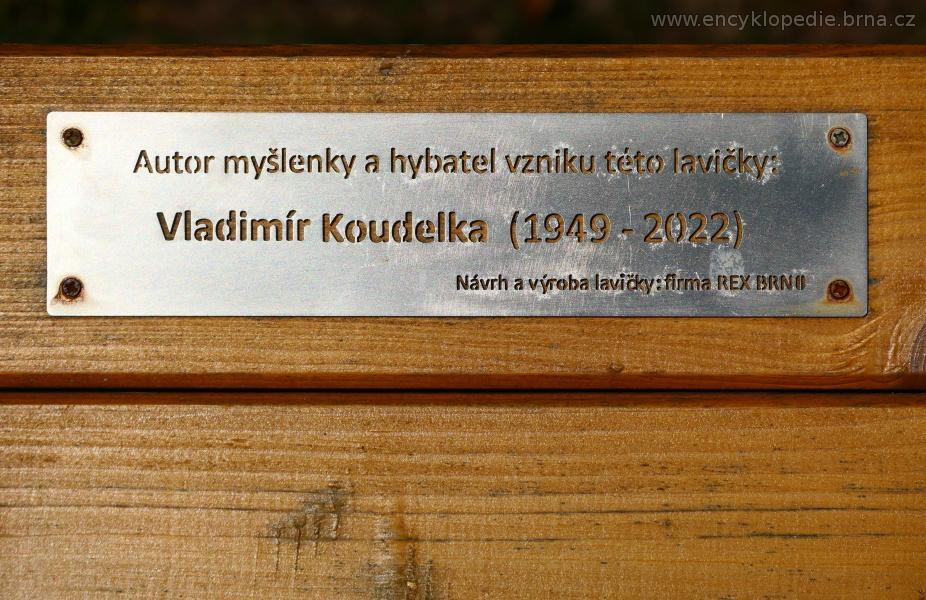 www.encyklopedie.brna.cz
Autor myšlenky a hybatel vzniku této lavičky:
Vladimír Koudelka (1949 - 2022)
Návrh a výroba lavičky: firma REX BRNO